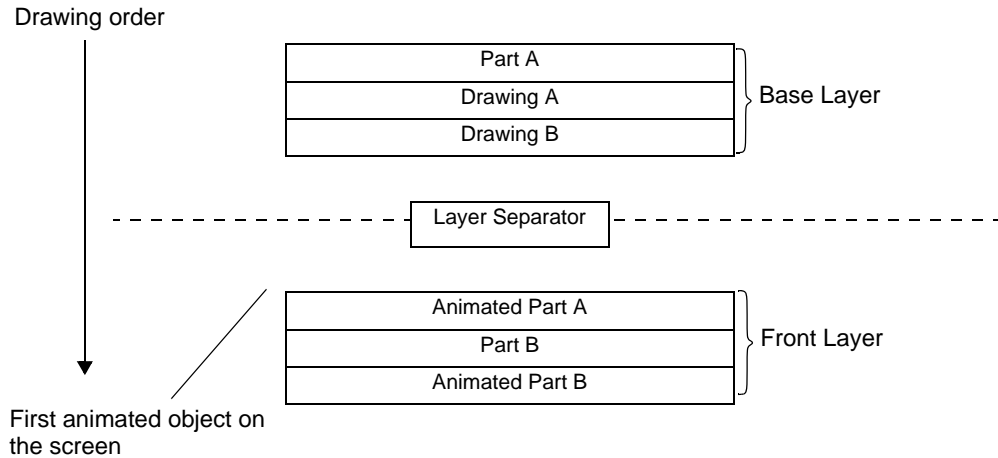 Drawing order
Part A
Drawing A
Drawing B
Base Layer
Layer Separator
Animated Part A
Part B
Animated Part B
Front Layer
First animated object on
the screen